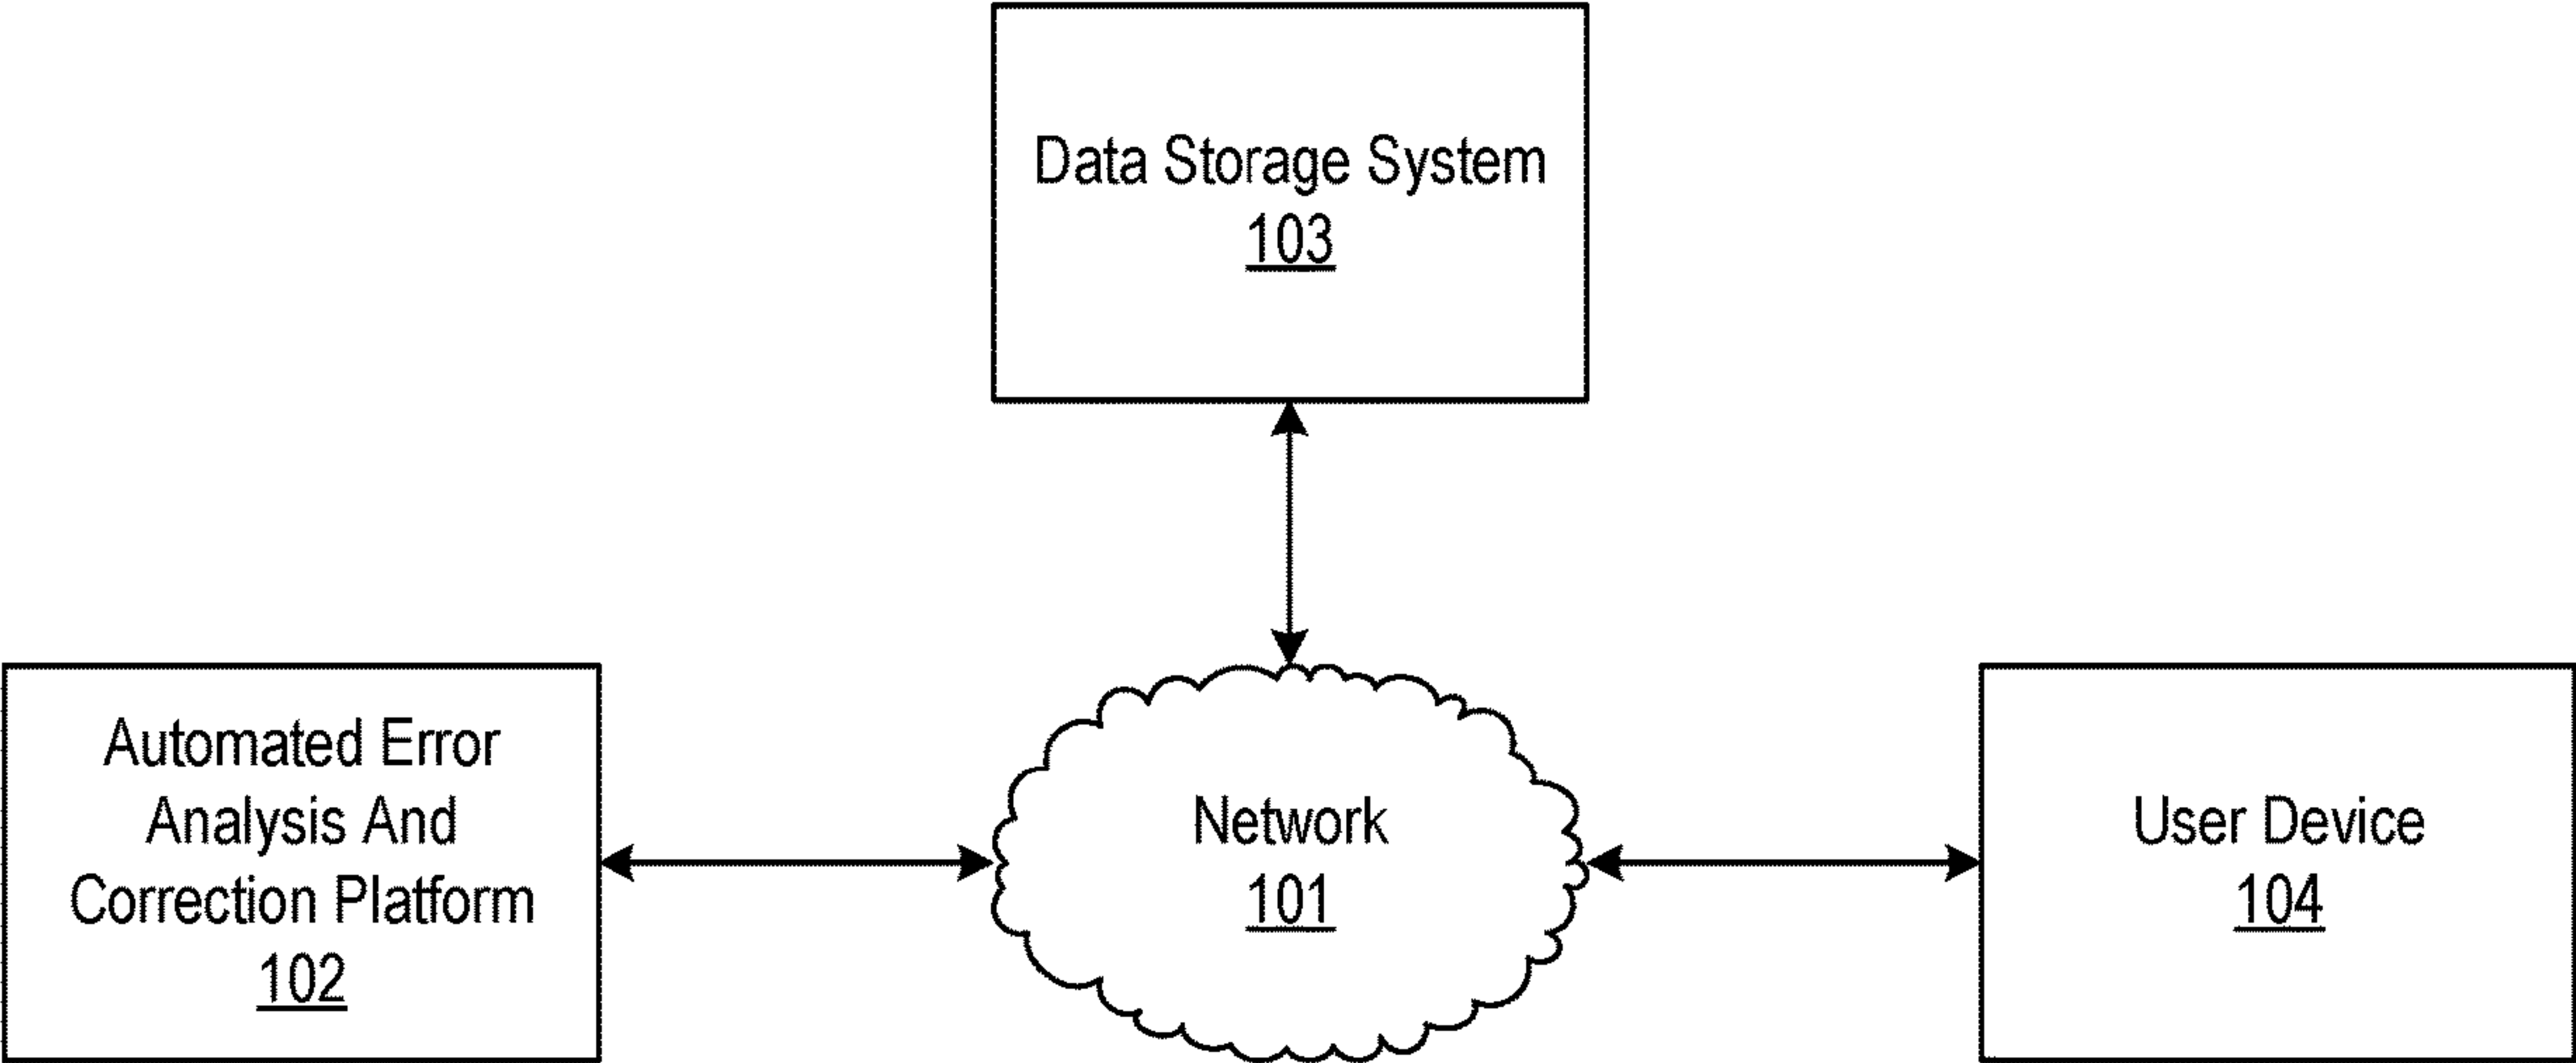 Data Storage System
103
Automated Error
Analysis And
Correction Platform
102
Network
101
User Device
104